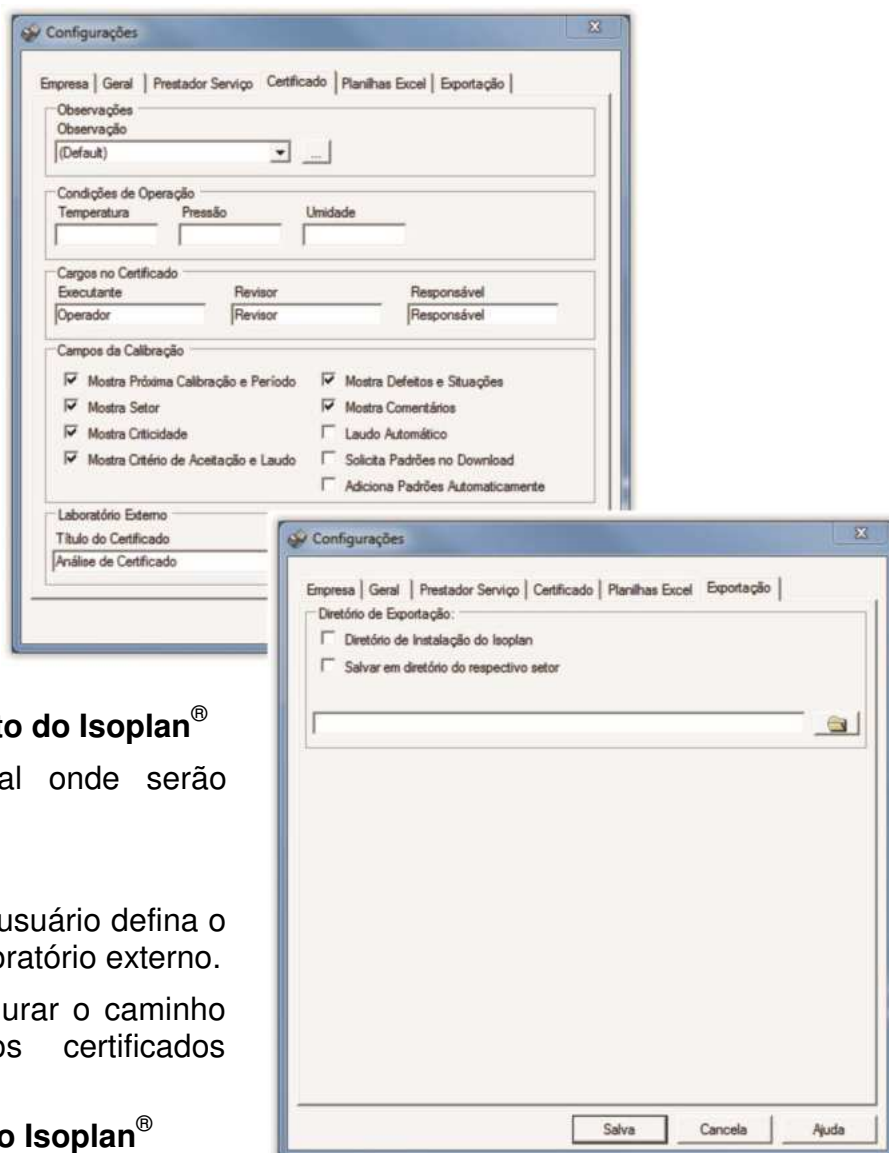 Configurações
Empresa | Geral | Prestador Serviço Certificado | Planilhas Excel | Exportação |
Observações
Observação
(Default)
...
Condições de Operação
Temperatura Pressão Umidade
Cargos no Certificado
Executante Revisor Responsável
Operador Revisor Responsável
Campos da Calibração
Mostra Próxima Calibração e Período Mostra Defeitos e Situações
Mostra Setor Mostra Comentários
Mostra Criticidade Laudo Automático
Mostra Critério de Aceitação e Laudo Solicita Padrões no Download
Adiciona Padrões Automaticamente
Laboratório Externo
Título do Certificado
Análise de Certificado
Configurações
Empresa | Geral | Prestador Serviço | Certificado | Planilhas Excel Exportação |
Diretório de Exportação:
Diretório de Instalação do Isoplan
Salvar em diretório do respectivo setor
Salva Cancela Ajuda
to do Isoplan®
al onde serão
usuário defina o
oratório externo.
urar o caminho
os certificados
o Isoplan®